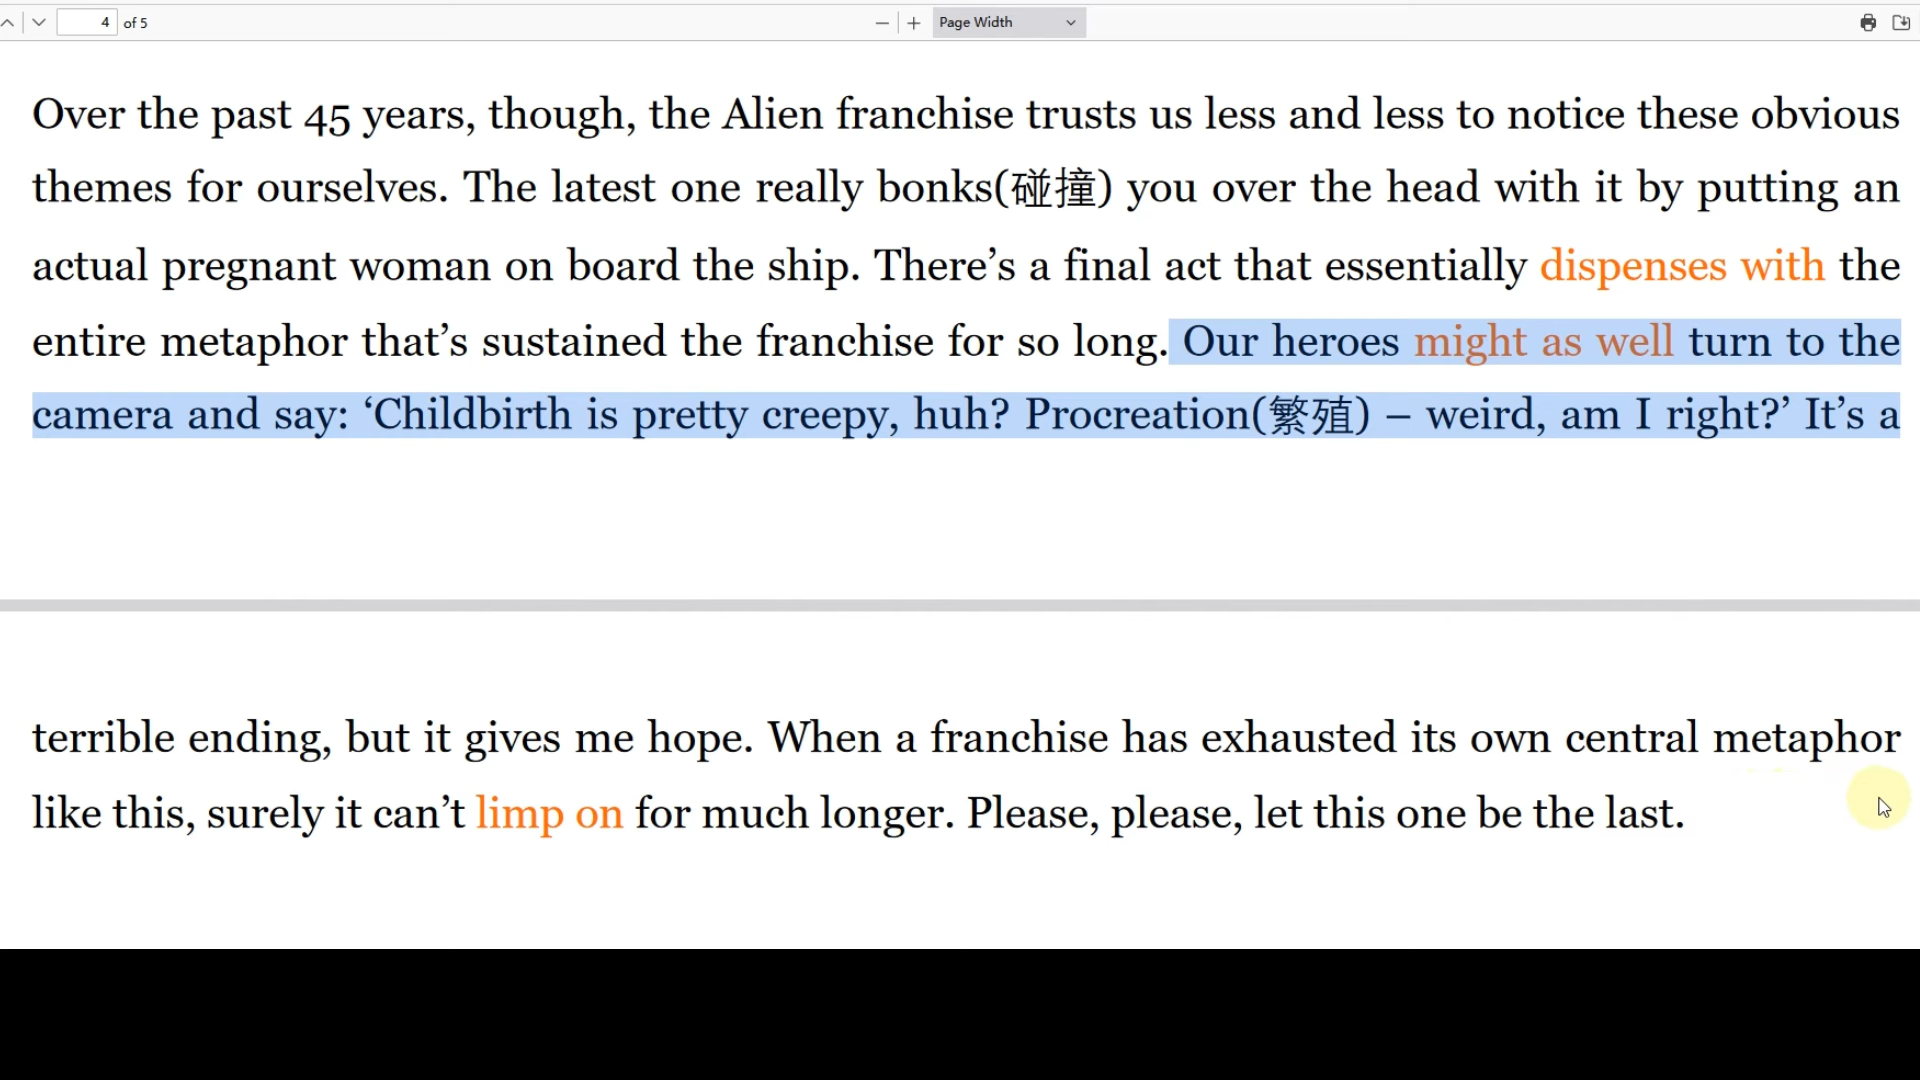 4 of 5 Page Width
Over the past 45 years, though, the Alien franchise trusts us less and less to notice these obvious
themes for ourselves. The latest one really bonks(碰撞) you over the head with it by putting an
actual pregnant woman on board the ship. There’s a final act that essentially dispenses with the
entire metaphor that’s sustained the franchise for so long. Our heroes might as well turn to the
camera and say: ‘Childbirth is pretty creepy, huh? Procreation(繁殖) – weird, am I right?’ It’s a
terrible ending, but it gives me hope. When a franchise has exhausted its own central metaphor
like this, surely it can’t limp on for much longer. Please, please, let this one be the last.